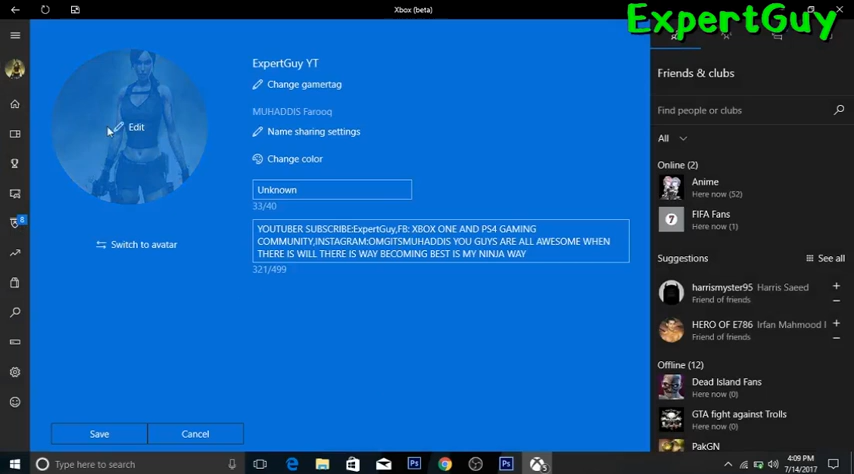 Xbox (beta)
ExpertGuy
ExpertGuy YT
Change gamertag
MUHADDIS Farooq
Name sharing settings
Change color
Unknown
33/40
YOUTUBER SUBSCRIBE:ExpertGuy,FB: XBOX ONE AND PS4 GAMING
COMMUNITY,INSTAGRAM:OMGITSMUHADDIS YOU GUYS ARE ALL AWESOME WHEN
THERE IS WILL THERE IS WAY BECOMING BEST IS MY NINJA WAY
321/499
Edit
Switch to avatar
8
Save
Cancel
Friends & clubs
Find people or clubs
All
Online (2)
Anime
Here now (52)
7
FIFA Fans
Here now (1)
Suggestions
See all
harrismyster95 Harris Saeed
Friend of friends
HERO OF E786 Irfan Mahmood
Friend of friends
Offline (12)
Dead Island Fans
Here now (0)
GTA fight against Trolls
Here now (0)
PakGN
Type here to search
Ps
Ps
4:09 PM
7/14/2017